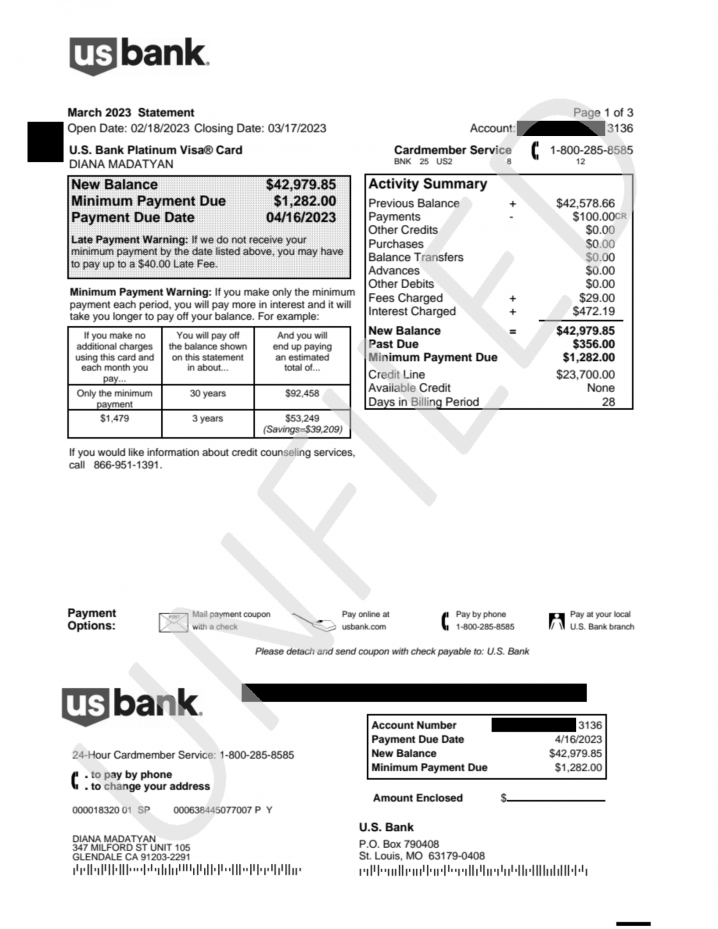 usbank.
March 2023 Statement
Page 1 of 3
Open Date: 02/18/2023 Closing Date: 03/17/2023
Account: 3136
U.S. Bank Platinum Visa® Card
DIANA MADATYAN
Cardmember Service
1-800-285-8585
BNK 25 US2 8 12
New Balance $42,979.85
Minimum Payment Due $1,282.00
Payment Due Date 04/16/2023
Late Payment Warning: If we do not receive your
minimum payment by the date listed above, you may have
to pay up to a $40.00 Late Fee.
Minimum Payment Warning: If you make only the minimum
payment each period, you will pay more in interest and it will
take you longer to pay off your balance. For example:
If you make no
additional charges
using this card and
each month you
pay...
You will pay off
the balance shown
on this statement
in about...
And you will
end up paying
an estimated
total of...
Only the minimum
payment
30 years
$92,458
$1,479
3 years
$53,249
(Savings=$39,209)
If you would like information about credit counseling services,
call 866-951-1391.
Activity Summary
Previous Balance + $42,578.66
Payments - $100.00CR
Other Credits $0.00
Purchases $0.00
Balance Transfers $0.00
Advances $0.00
Other Debits $0.00
Fees Charged + $29.00
Interest Charged + $472.19
New Balance = $42,979.85
Past Due $356.00
Minimum Payment Due $1,282.00
Credit Line $23,700.00
Available Credit None
Days in Billing Period 28
UNFILED
Payment
Options:
POST
Mail payment coupon
with a check
Pay online at
usbank.com
Pay by phone
1-800-285-8585
Pay at your local
U.S. Bank branch
Please detach and send coupon with check payable to: U.S. Bank
usbank.
Account Number 3136
Payment Due Date 4/16/2023
New Balance $42,979.85
Minimum Payment Due $1,282.00
24-Hour Cardmember Service: 1-800-285-8585
. to pay by phone
. to change your address
Amount Enclosed $
000018320 01 SP 000638445077007 P Y
DIANA MADATYAN
347 MILFORD ST UNIT 105
GLENDALE CA 91203-2291
U.S. Bank
P.O. Box 790408
St. Louis, MO 63179-0408